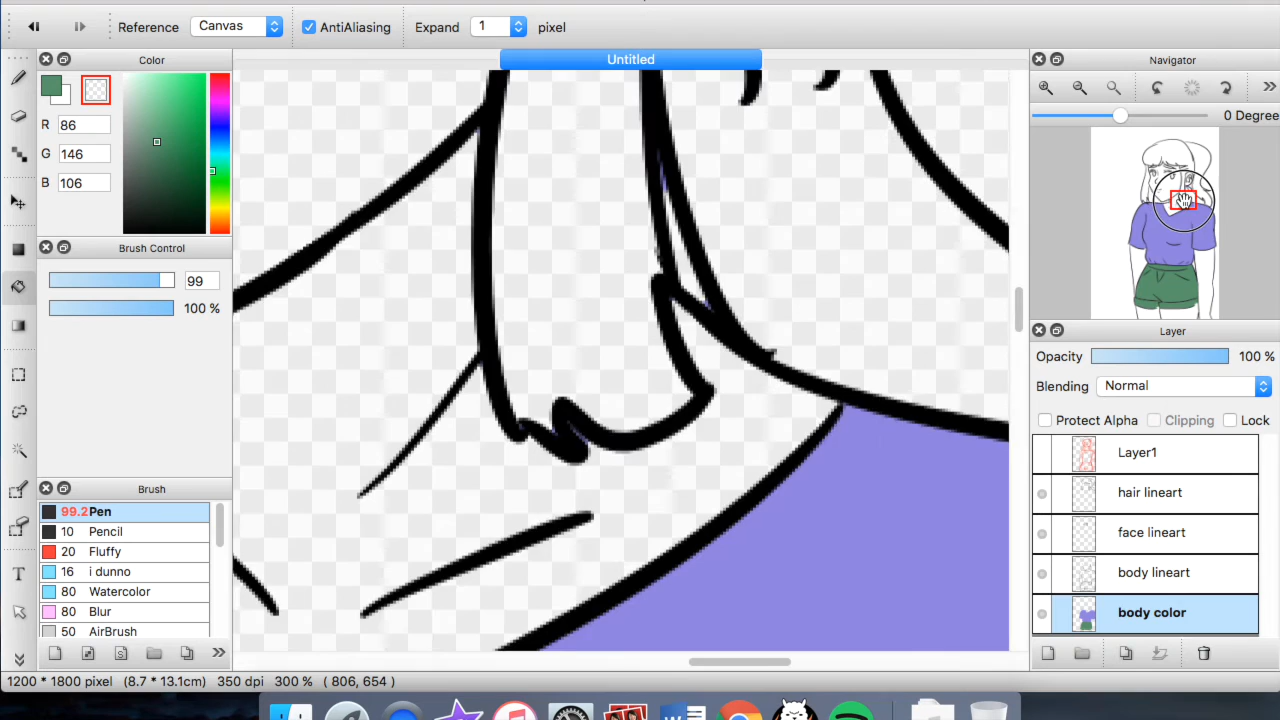 Reference Canvas AntiAliasing Expand 1 pixel
Color
Untitled
Navigator
R 86
G 146
B 106
0 Degree
Brush Control
99
100 %
Layer
Opacity 100 %
Blending Normal
Protect Alpha Clipping Lock
Layer1
hair lineart
face lineart
body lineart
body color
Brush
99.2 Pen
10 Pencil
20 Fluffy
16 i dunno
80 Watercolor
80 Blur
50 AirBrush
T
1200 * 1800 pixel (8.7 * 13.1cm) 350 dpi 300 % ( 806, 654 )